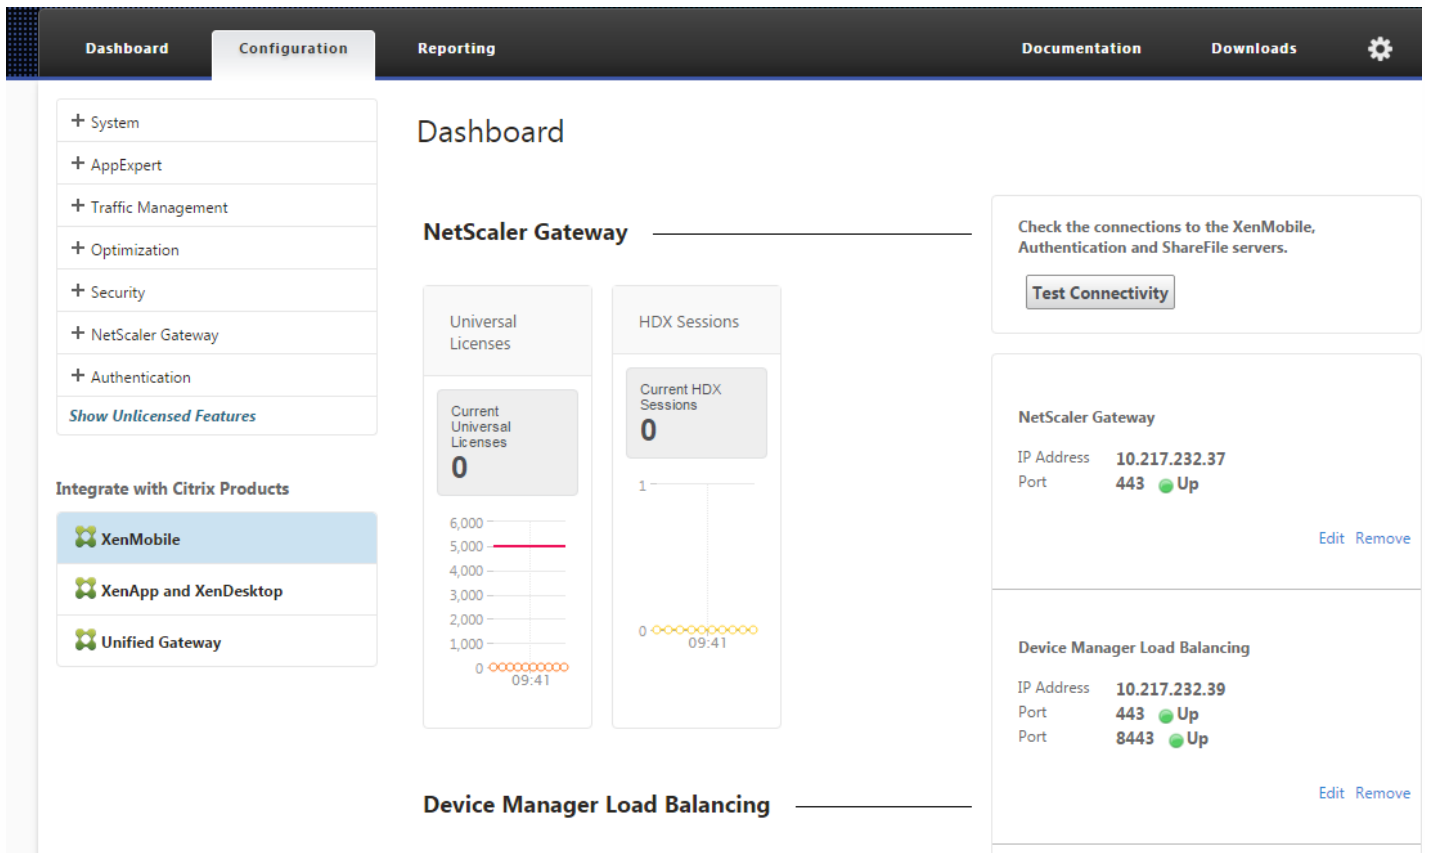 Dashboard
Configuration
Reporting
Documentation
Downloads
+ System
+ AppExpert
+ Traffic Management
+ Optimization
+ Security
+ NetScaler Gateway
+ Authentication
Show Unlicensed Features
Integrate with Citrix Products
XenMobile
XenApp and XenDesktop
Unified Gateway
Dashboard
NetScaler Gateway
Universal
Licenses
Current
Universal
Licenses
0
6,000
5,000
4,000
3,000
2,000
1,000
0
09:41
HDX Sessions
Current HDX
Sessions
0
1
0
09:41
Device Manager Load Balancing
Check the connections to the XenMobile,
Authentication and ShareFile servers.
Test Connectivity
NetScaler Gateway
IP Address 10.217.232.37
Port 443 Up
Edit Remove
Device Manager Load Balancing
IP Address 10.217.232.39
Port 443 Up
Port 8443 Up
Edit Remove